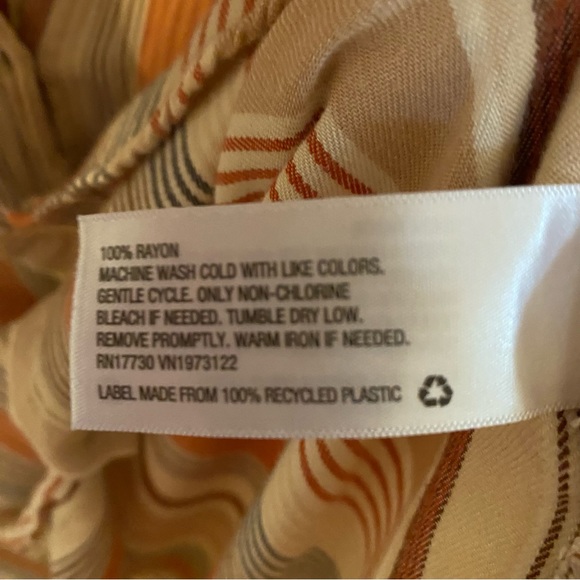 100% RAYON
MACHINE WASH COLD WITH LIKE COLORS.
GENTLE CYCLE. ONLY NON-CHLORINE
BLEACH IF NEEDED. TUMBLE DRY LOW.
REMOVE PROMPTLY. WARM IRON IF NEEDED.
RN17730 VN1973122
LABEL MADE FROM 100% RECYCLED PLASTIC